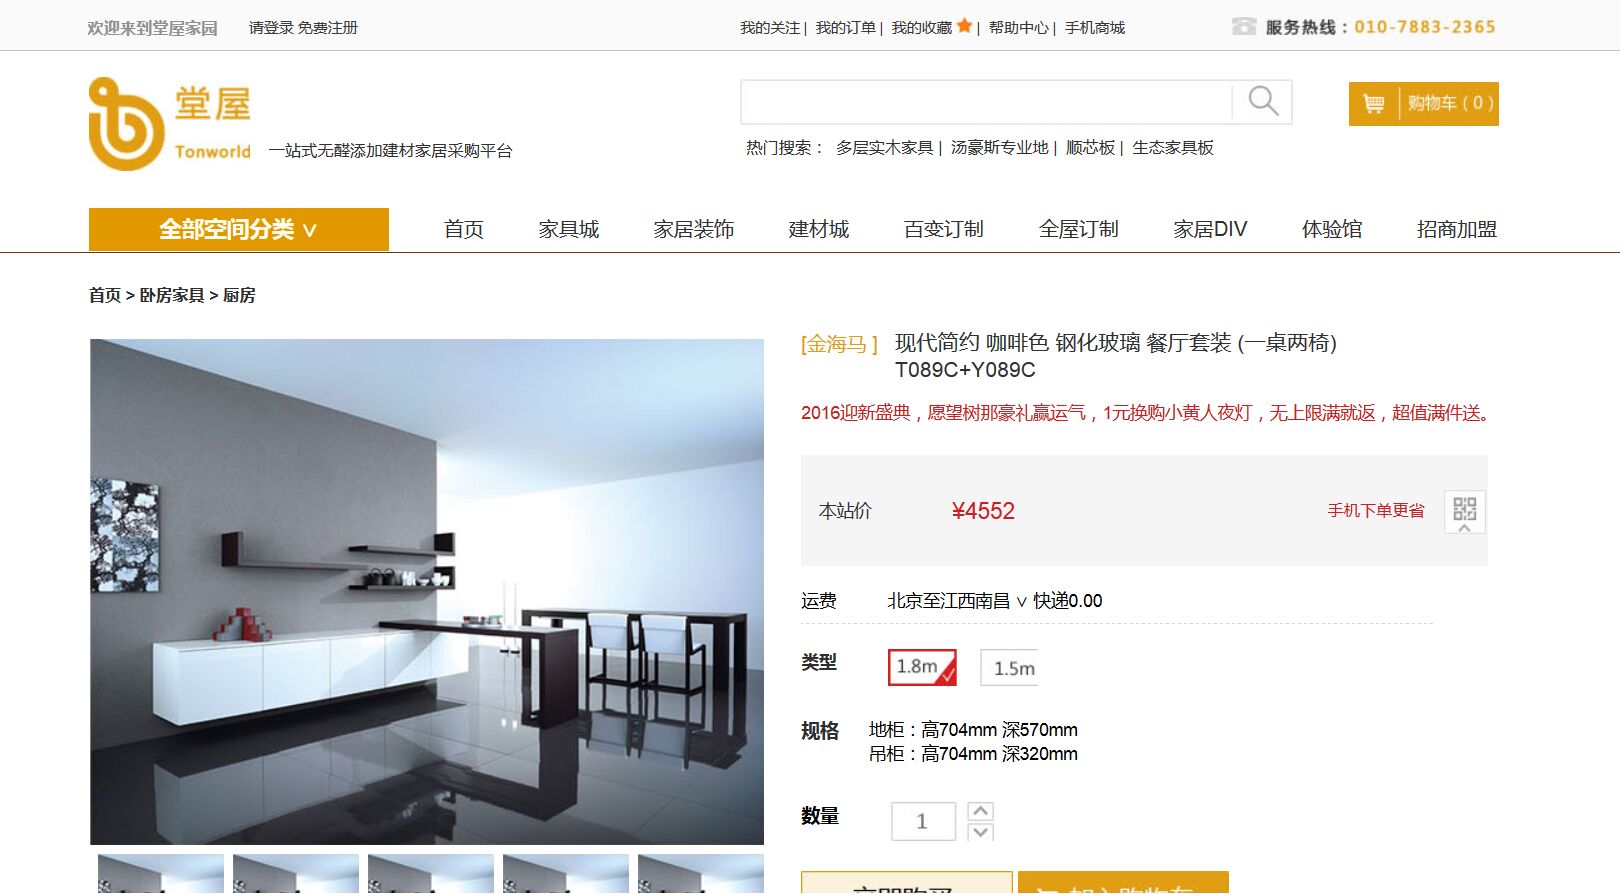 欢迎来到堂屋家园 请登录 免费注册 我的关注 | 我的订单 | 我的收藏 | 帮助中心 | 手机商城 服务热线：010-7883-2365
堂屋
Tonworld 一站式无醛添加建材家居采购平台
购物车 ( 0 )
热门搜索： 多层实木家具 | 汤豪斯专业地 | 顺芯板 | 生态家具板
全部空间分类 ∨ 首页 家具城 家居装饰 建材城 百变订制 全屋订制 家居DIV 体验馆 招商加盟
首页 > 卧房家具 > 厨房
[金海马 ] 现代简约 咖啡色 钢化玻璃 餐厅套装 (一桌两椅)
T089C+Y089C
2016迎新盛典，愿望树那豪礼赢运气，1元换购小黄人夜灯，无上限满就返，超值满件送。
本站价 ¥4552 手机下单更省
运费 北京至江西南昌 ∨ 快递0.00
类型 1.8m 1.5m
规格 地柜：高704mm 深570mm
吊柜：高704mm 深320mm
数量 1
立即购买 加入购物车